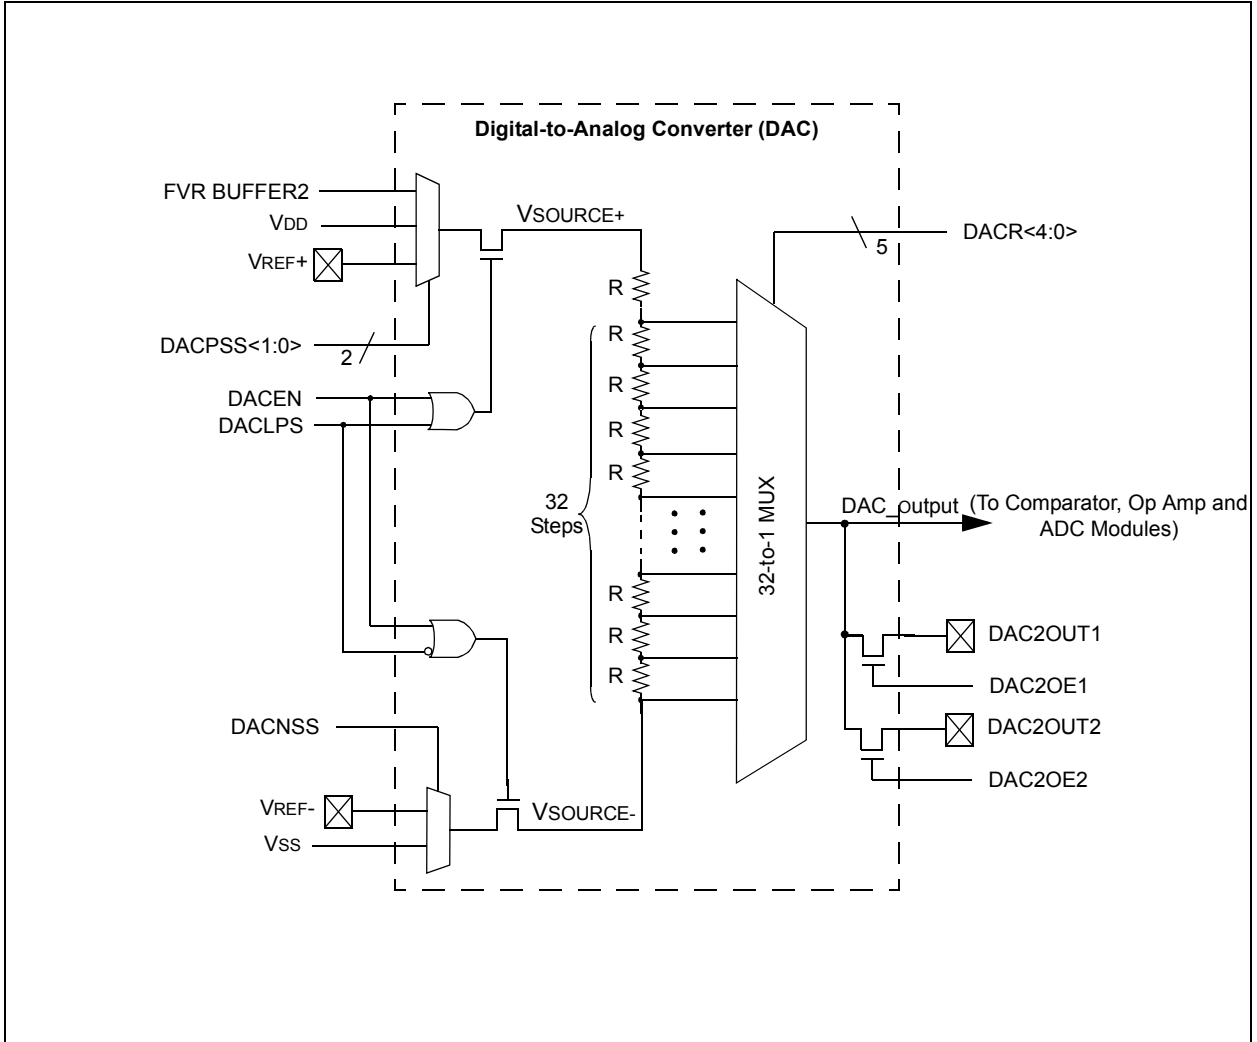 Digital-to-Analog Converter (DAC)
FVR BUFFER2
VDD
VREF+
VSOURCE+
DACR<4:0>
5
DACPSS<1:0>
2
DACEN
DACLPS
R
R
R
R
R
32
Steps
32-to-1 MUX
DAC_output
(To Comparator, Op Amp and
ADC Modules)
R
R
R
DAC2OUT1
DAC2OE1
DAC2OUT2
DAC2OE2
DACNSS
VREF-
VSOURCE-
VSS